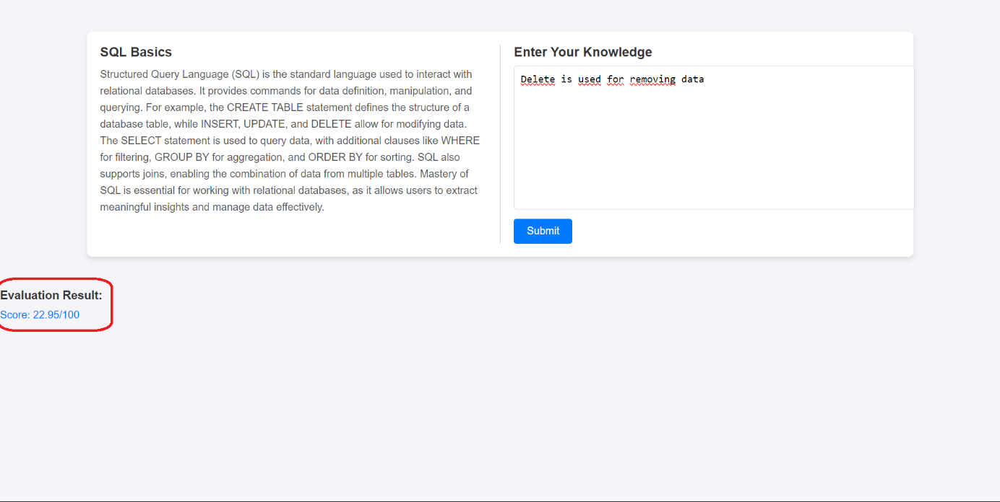 SQL Basics
Structured Query Language (SQL) is the standard language used to interact with
relational databases. It provides commands for data definition, manipulation, and
querying. For example, the CREATE TABLE statement defines the structure of a
database table, while INSERT, UPDATE, and DELETE allow for modifying data.
The SELECT statement is used to query data, with additional clauses like WHERE
for filtering, GROUP BY for aggregation, and ORDER BY for sorting. SQL also
supports joins, enabling the combination of data from multiple tables. Mastery of
SQL is essential for working with relational databases, as it allows users to extract
meaningful insights and manage data effectively.
Enter Your Knowledge
Delete is used for removing data
Submit
Evaluation Result:
Score: 22.95/100